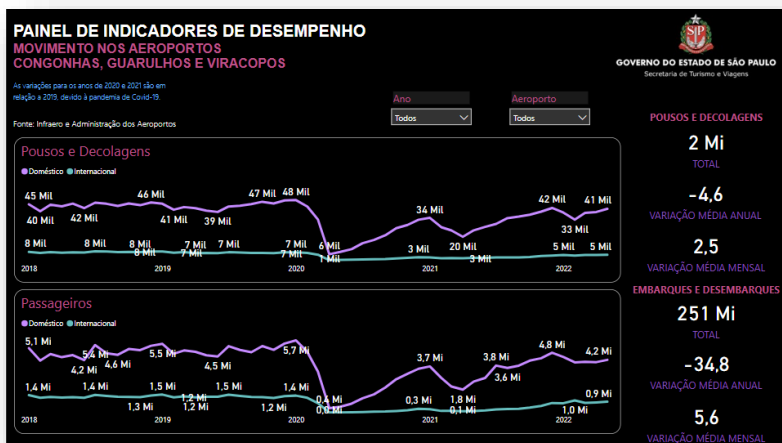 PAINEL DE INDICADORES DE DESEMPENHO
MOVIMENTO NOS AEROPORTOS
CONGONHAS, GUARULHOS E VIRACOPOS
As variações para os anos de 2020 e 2021 são em
relação a 2019, devido à pandemia de Covid-19.
Fonte: Infraero e Administração dos Aeroportos
Ano
Todos
Aeroporto
Todos
GOVERNO DO ESTADO DE SÃO PAULO
Secretaria de Turismo e Viagens
Pousos e Decolagens
Doméstico Internacional
45 Mil 46 Mil 47 Mil 48 Mil 34 Mil 42 Mil 41 Mil
40 Mil 42 Mil 41 Mil 39 Mil 6 Mil 20 Mil 33 Mil
8 Mil 8 Mil 8 Mil 7 Mil 7 Mil 7 Mil 3 Mil 5 Mil 5 Mil
8 Mil 7 Mil 7 Mil 1 Mil 3 Mil
2018 2019 2020 2021 2022
Passageiros
Doméstico Internacional
5,1 Mi 5,4 Mi 5,5 Mi 5,7 Mi 3,7 Mi 3,8 Mi 4,8 Mi 4,2 Mi
4,2 Mi 4,6 Mi 4,5 Mi 0,4 Mi 1,8 Mi 3,6 Mi
1,4 Mi 1,4 Mi 1,5 Mi 1,2 Mi 1,5 Mi 1,4 Mi 0,3 Mi 0,9 Mi
1,3 Mi 1,2 Mi 1,2 Mi 0,1 Mi 1,0 Mi
2018 2019 2020 2021 2022
POUSOS E DECOLAGENS
2 Mi
TOTAL
-4,6
VARIAÇÃO MÉDIA ANUAL
2,5
VARIAÇÃO MÉDIA MENSAL
EMBARQUES E DESEMBARQUES
251 Mi
TOTAL
-34,8
VARIAÇÃO MÉDIA ANUAL
5,6
VARIAÇÃO MÉDIA MENSAL